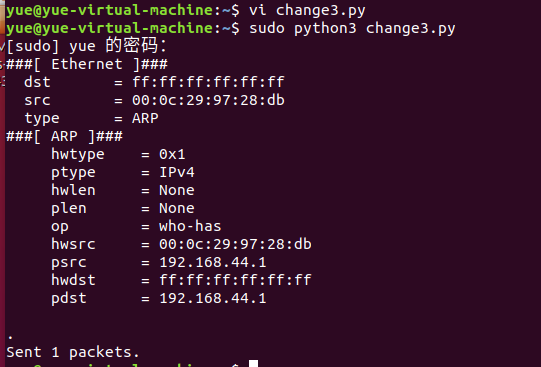 yue@yue-virtual-machine:~$ vi change3.py
yue@yue-virtual-machine:~$ sudo python3 change3.py
[sudo] yue 的密码：
###[ Ethernet ]###
  dst       = ff:ff:ff:ff:ff:ff
  src       = 00:0c:29:97:28:db
  type      = ARP
###[ ARP ]###
     hwtype    = 0x1
     ptype     = IPv4
     hwlen     = None
     plen      = None
     op        = who-has
     hwsrc     = 00:0c:29:97:28:db
     psrc      = 192.168.44.1
     hwdst     = ff:ff:ff:ff:ff:ff
     pdst      = 192.168.44.1
.
Sent 1 packets.
yue@yue-virtual-machine:~$